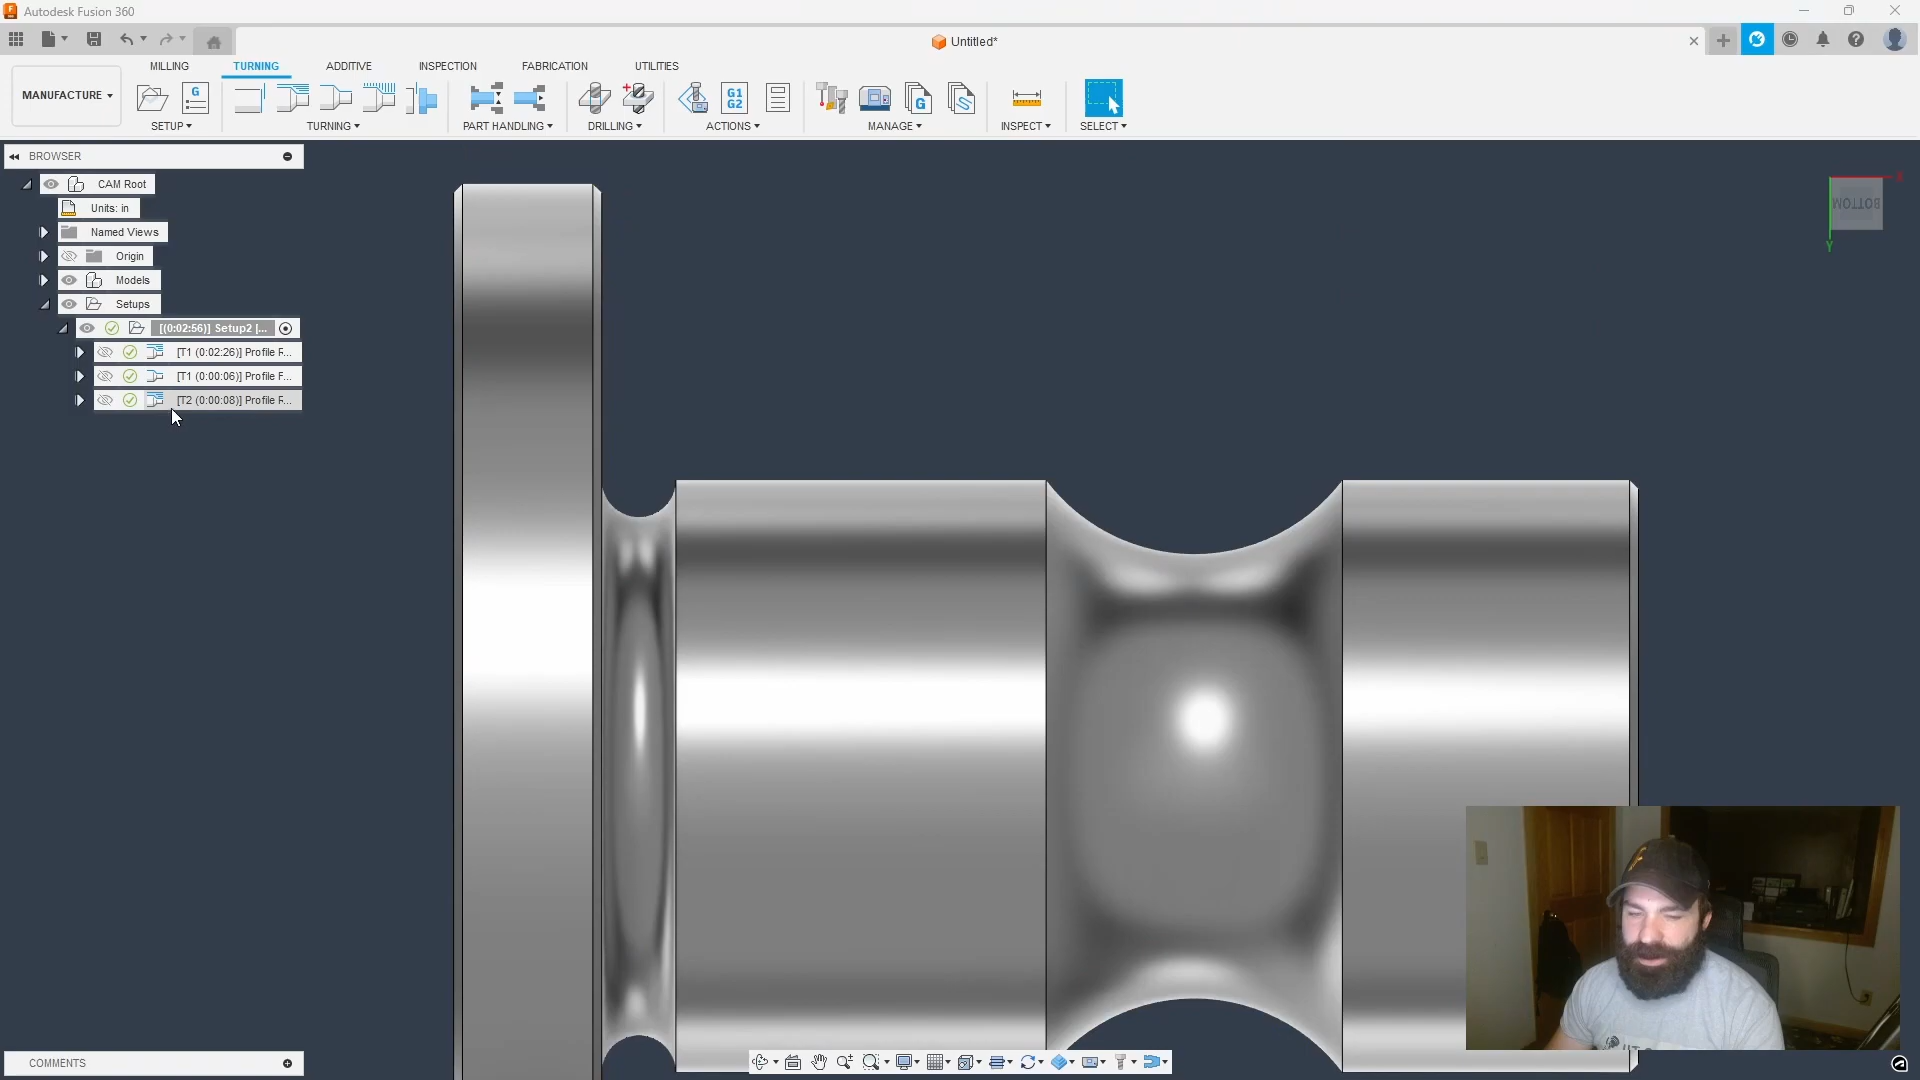 Autodesk Fusion 360
Untitled*
MANUFACTURE
MILLING
TURNING
ADDITIVE
INSPECTION
FABRICATION
UTILITIES
G
G1
G2
G
SETUP
TURNING
PART HANDLING
DRILLING
ACTIONS
MANAGE
INSPECT
SELECT
BROWSER
CAM Root
Units: in
Named Views
Origin
Models
Setups
[(0:02:56)] Setup2 |...
[T1 (0:02:26)] Profile R...
[T1 (0:00:06)] Profile F...
[T2 (0:00:08)] Profile R...
BOTTOM
X
Y
COMMENTS